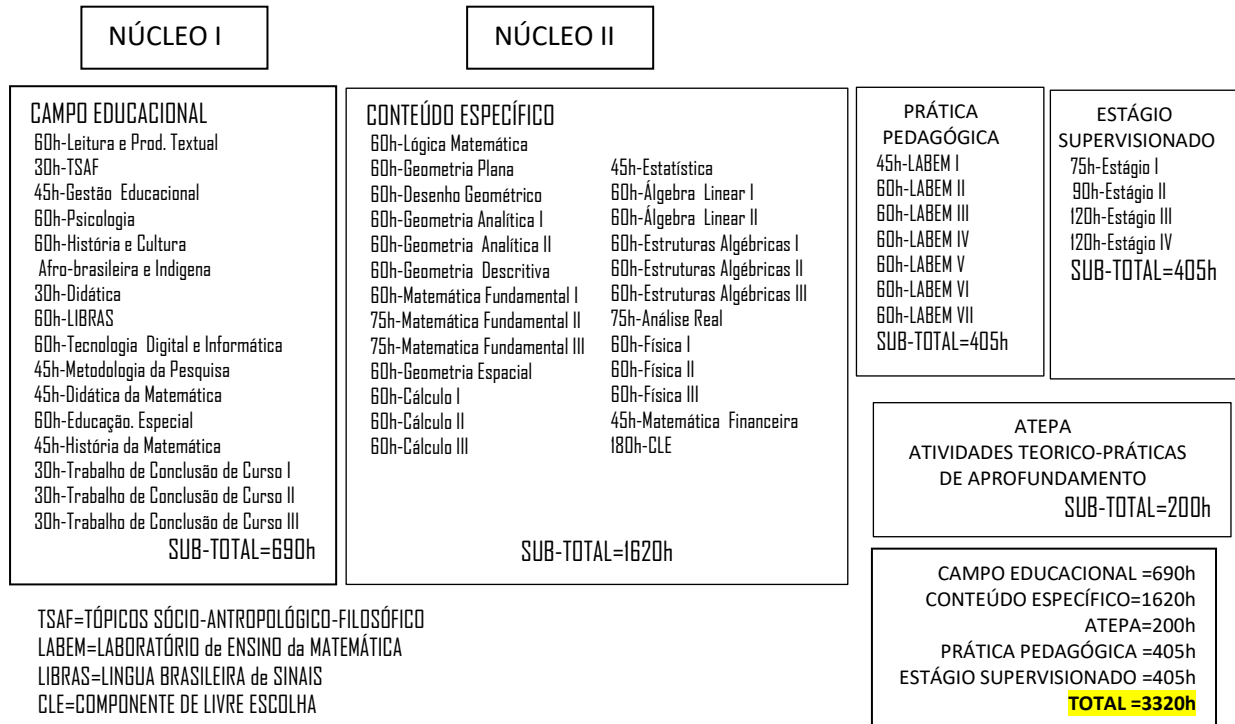 NÚCLEO I
NÚCLEO II
CAMPO EDUCACIONAL
60h-Leitura e Prod. Textual
30h-TSAF
45h-Gestão Educacional
60h-Psicologia
60h-História e Cultura
Afro-brasileira e Indigena
30h-Didática
60h-LIBRAS
60h-Tecnologia Digital e Informática
45h-Metodologia da Pesquisa
45h-Didática da Matemática
60h-Educação. Especial
45h-História da Matemática
30h-Trabalho de Conclusão de Curso I
30h-Trabalho de Conclusão de Curso II
30h-Trabalho de Conclusão de Curso III
SUB-TOTAL=690h
CONTEÚDO ESPECÍFICO
60h-Lógica Matemática
60h-Geometria Plana
60h-Desenho Geométrico
60h-Geometria Analítica I
60h-Geometria Analítica II
60h-Geometria Descritiva
60h-Matemática Fundamental I
75h-Matemática Fundamental II
75h-Matematica Fundamental III
60h-Geometria Espacial
60h-Cálculo I
60h-Cálculo II
60h-Cálculo III
45h-Estatística
60h-Álgebra Linear I
60h-Álgebra Linear II
60h-Estruturas Algébricas I
60h-Estruturas Algébricas II
60h-Estruturas Algébricas III
75h-Análise Real
60h-Física I
60h-Física II
60h-Física III
45h-Matemática Financeira
180h-CLE
SUB-TOTAL=1620h
PRÁTICA
PEDAGÓGICA
45h-LABEM I
60h-LABEM II
60h-LABEM III
60h-LABEM IV
60h-LABEM V
60h-LABEM VI
60h-LABEM VII
SUB-TOTAL=405h
ESTÁGIO
SUPERVISIONADO
75h-Estágio I
90h-Estágio II
120h-Estágio III
120h-Estágio IV
SUB-TOTAL=405h
ATEPA
ATIVIDADES TEORICO-PRÁTICAS
DE APROFUNDAMENTO
SUB-TOTAL=200h
CAMPO EDUCACIONAL =690h
CONTEÚDO ESPECÍFICO=1620h
ATEPA=200h
PRÁTICA PEDAGÓGICA =405h
ESTÁGIO SUPERVISIONADO =405h
TOTAL =3320h
TSAF=TÓPICOS SÓCIO-ANTROPOLÓGICO-FILOSÓFICO
LABEM=LABORATÓRIO de ENSINO da MATEMÁTICA
LIBRAS=LINGUA BRASILEIRA de SINAIS
CLE=COMPONENTE DE LIVRE ESCOLHA